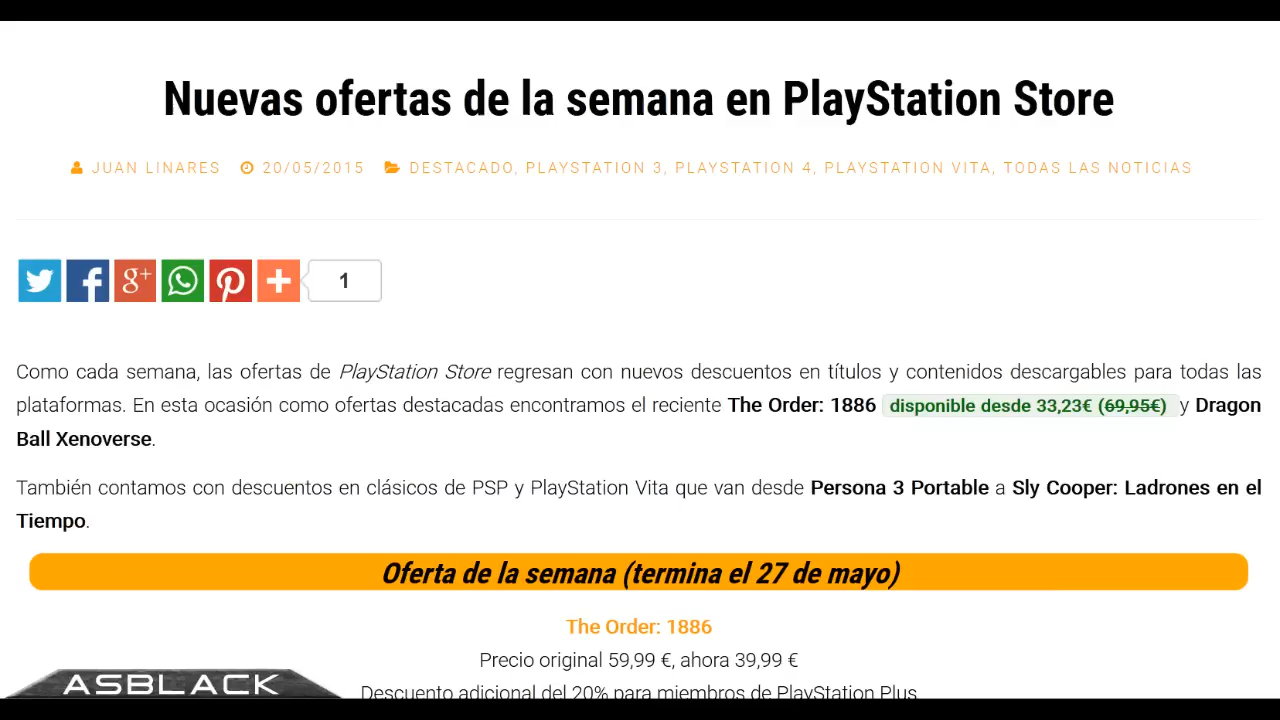 Nuevas ofertas de la semana en PlayStation Store
JUAN LINARES 20/05/2015 DESTACADO, PLAYSTATION 3, PLAYSTATION 4, PLAYSTATION VITA, TODAS LAS NOTICIAS
g+ 1
Como cada semana, las ofertas de PlayStation Store regresan con nuevos descuentos en títulos y contenidos descargables para todas las
plataformas. En esta ocasión como ofertas destacadas encontramos el reciente The Order: 1886 disponible desde 33,23€ (69,95€) y Dragon
Ball Xenoverse.
También contamos con descuentos en clásicos de PSP y PlayStation Vita que van desde Persona 3 Portable a Sly Cooper: Ladrones en el
Tiempo.
Oferta de la semana (termina el 27 de mayo)
The Order: 1886
Precio original 59,99 €, ahora 39,99 €
Descuento adicional del 20% para miembros de PlayStation Plus
ASBLACK